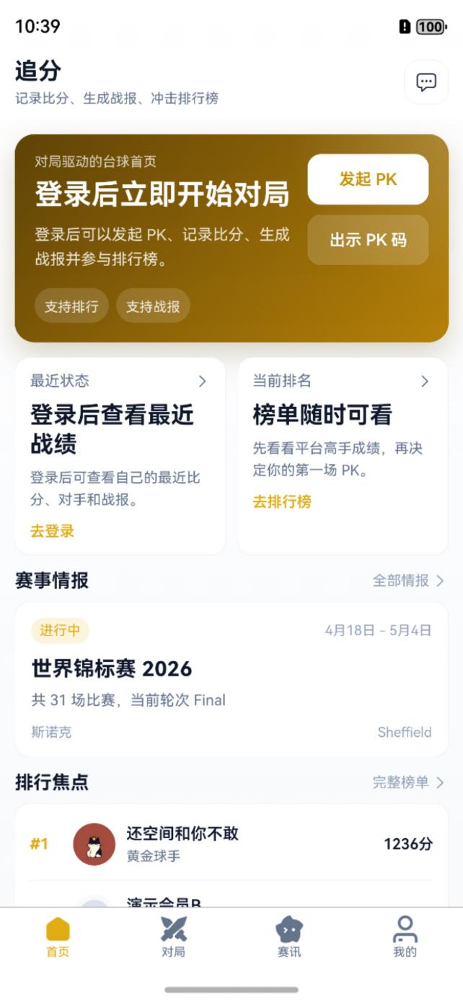 10:39
100
追分
记录比分、生成战报、冲击排行榜
对局驱动的台球首页
登录后立即开始对局
登录后可以发起 PK、记录比分、生成
战报并参与排行榜。
支持排行
支持战报
发起 PK
出示 PK 码
最近状态
登录后查看最近
战绩
登录后可查看自己的最近比
分、对手和战报。
去登录
当前排名
榜单随时可看
先看看平台高手成绩，再决
定你的第一场 PK。
去排行榜
赛事情报
全部情报
进行中
4月18日 - 5月4日
世界锦标赛 2026
共 31 场比赛，当前轮次 Final
斯诺克
Sheffield
排行焦点
完整榜单
#1
还空间和你不敢
黄金球手
1236分
演示会员B
首页
对局
赛讯
我的